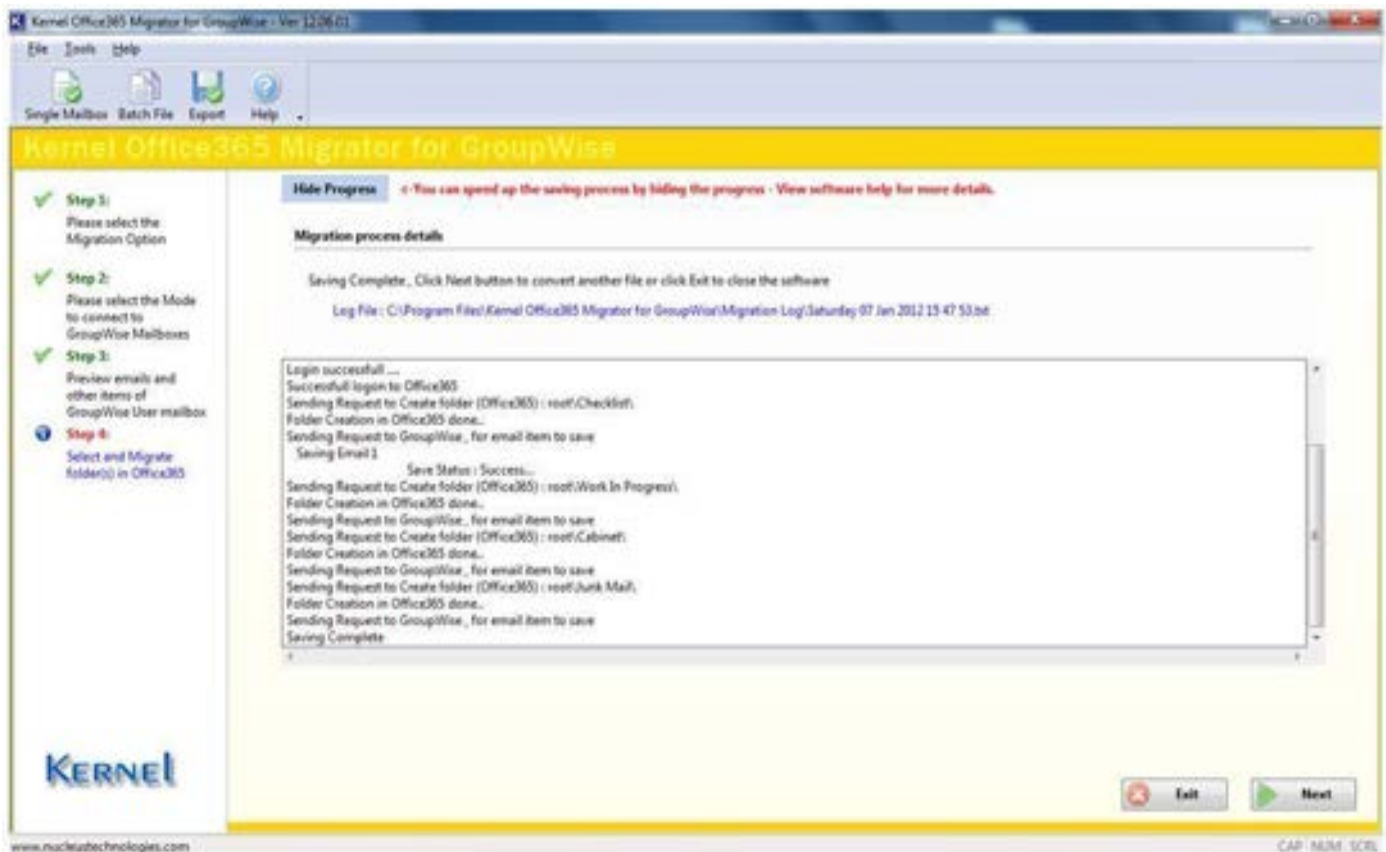 Kernel Office365 Migrator for GroupWise - Ver 12.06.01
File Tools Help
Single Mailbox Batch File Export Help
Kernel Office365 Migrator for GroupWise
Step 1:
Please select the
Migration Option
Step 2:
Please select the Mode
to connect to
GroupWise Mailboxes
Step 3:
Preview emails and
other items of
GroupWise User mailbox
Step 4:
Select and Migrate
folder(s) in Office365
KERNEL
Hide Progress <-You can speed up the saving process by hiding the progress - View software help for more details.
Migration process details
Saving Complete , Click Next button to convert another file or click Exit to close the software
Log File : C:\Program Files\Kernel Office365 Migrator for GroupWise\Migration Log\Saturday 07 Jan 2012 15 47 53.txt
Login successfull ....
Successfull logon to Office365
Sending Request to Create folder (Office365) : root\Checklist\
Folder Creation in Office365 done..
Sending Request to GroupWise , for email item to save
Saving Email 1
Save Status : Success...
Sending Request to Create folder (Office365) : root\Work In Progress\
Folder Creation in Office365 done..
Sending Request to GroupWise , for email item to save
Sending Request to Create folder (Office365) : root\Cabinet\
Folder Creation in Office365 done..
Sending Request to GroupWise , for email item to save
Sending Request to Create folder (Office365) : root\Junk Mail\
Folder Creation in Office365 done..
Sending Request to GroupWise , for email item to save
Saving Complete
Exit Next
www.nucleustechnologies.com CAP NUM SCRL